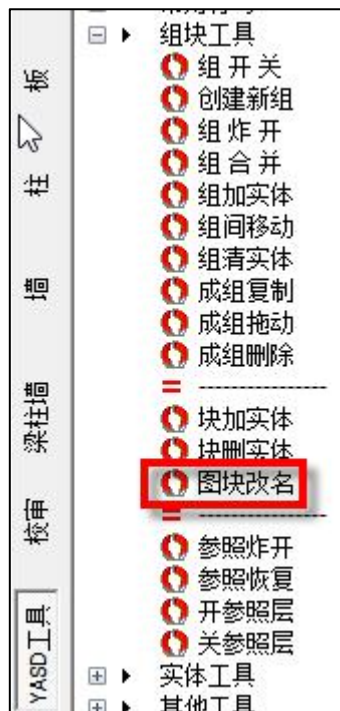 组块工具
组 开 关
创建新组
组 炸 开
组 合 并
组加实体
组间移动
组清实体
成组复制
成组拖动
成组删除
块加实体
块删实体
图块改名
参照炸开
参照恢复
开参照层
关参照层
实体工具
其他工具
板
柱
墙
梁柱墙
校审
YASD工具